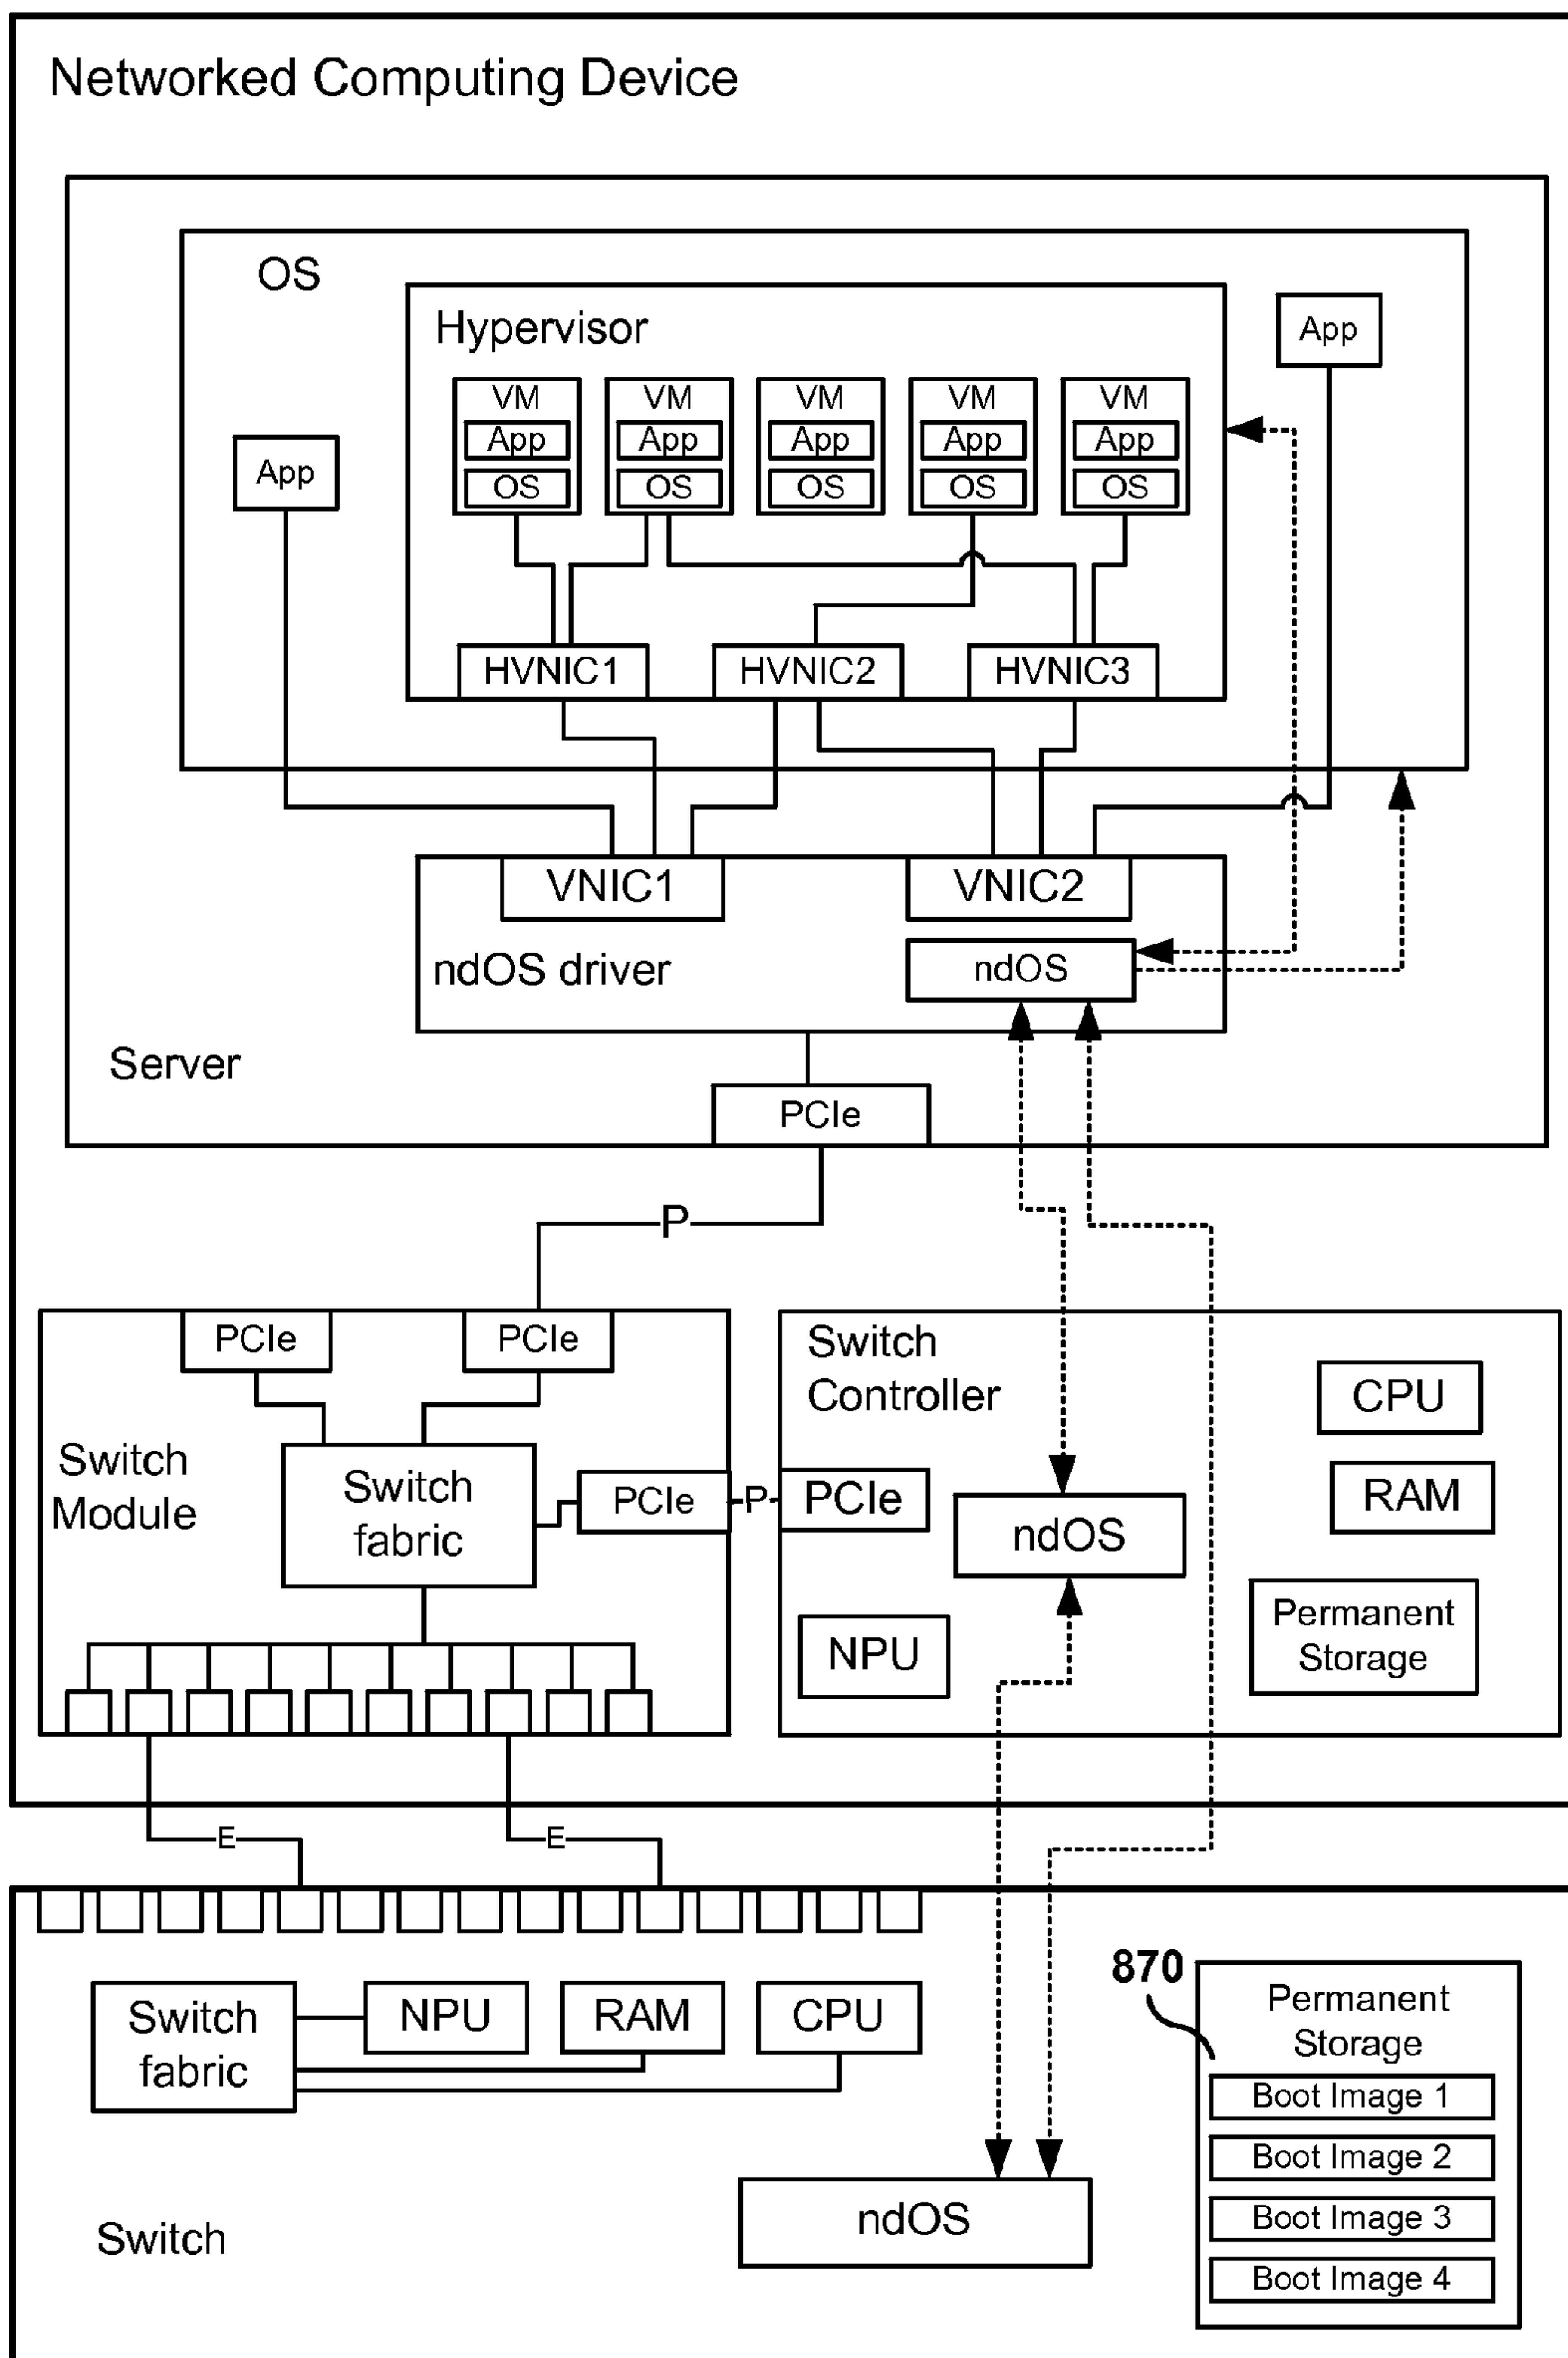 Networked Computing Device
OS
Hypervisor
App
VM
VM
VM
VM
VM
App
App
App
App
App
App
OS
OS
OS
OS
OS
HVNIC1
HVNIC2
HVNIC3
VNIC1
VNIC2
ndOS driver
ndOS
Server
PCIe
P
PCIe
PCIe
Switch
Controller
CPU
Switch
Module
Switch
fabric
PCIe
P
PCIe
RAM
ndOS
Permanent
Storage
NPU
E
E
870
Permanent
Storage
Switch
fabric
NPU
RAM
CPU
Boot Image 1
Boot Image 2
Boot Image 3
Boot Image 4
ndOS
Switch